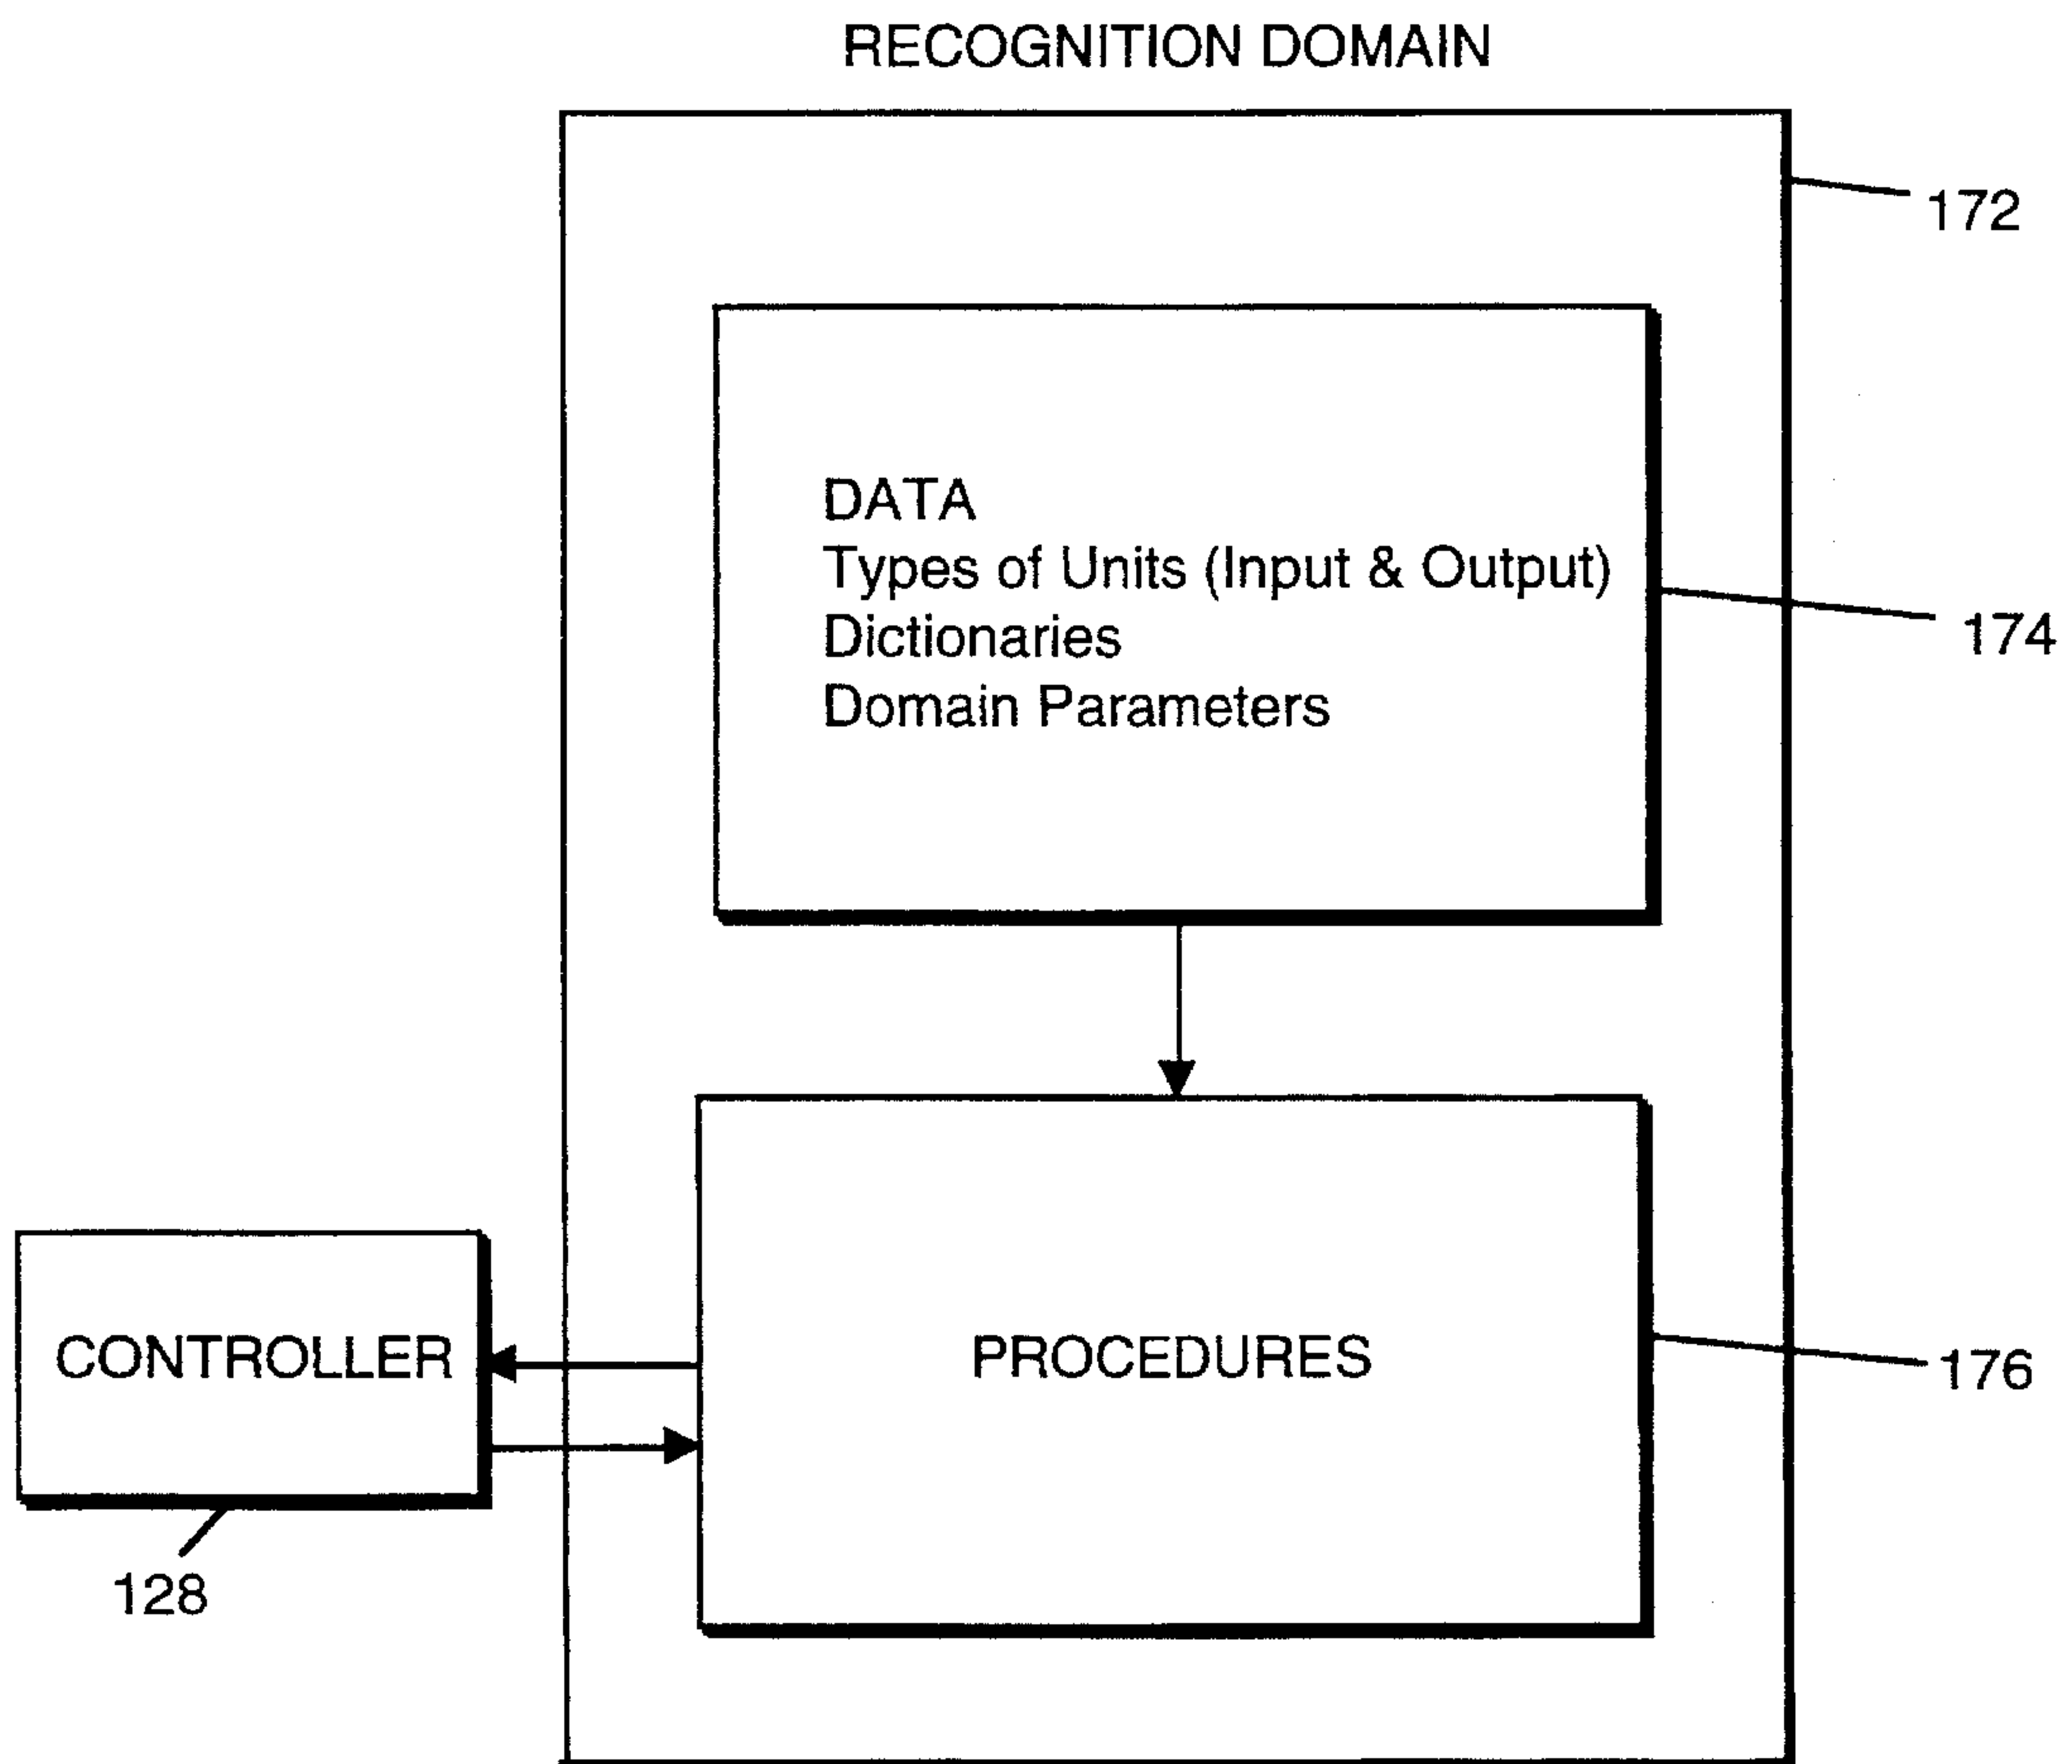 RECOGNITION DOMAIN
172
DATA
Types of Units (Input & Output)
Dictionaries
Domain Parameters
174
CONTROLLER
PROCEDURES
176
128